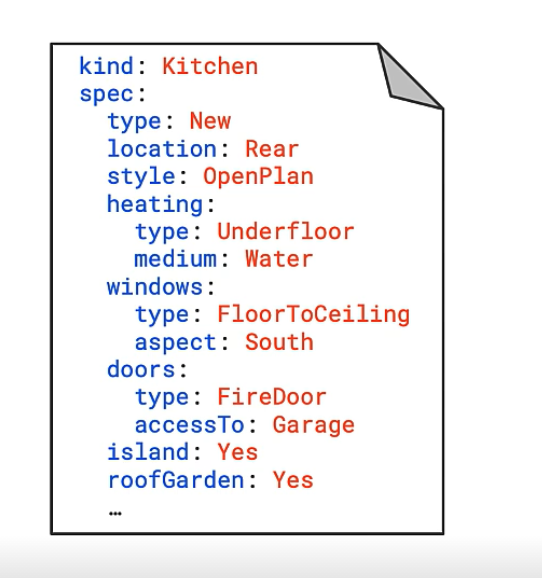 kind: Kitchen
spec:
  type: New
  location: Rear
  style: OpenPlan
  heating:
    type: Underfloor
    medium: Water
  windows:
    type: FloorToCeiling
    aspect: South
  doors:
    type: FireDoor
    accessTo: Garage
  island: Yes
  roofGarden: Yes
  …